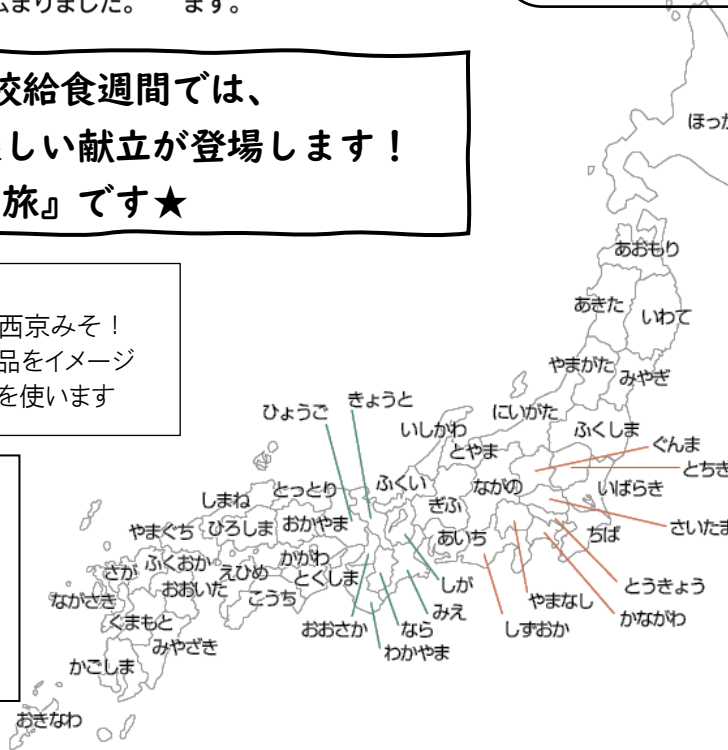 広まりました。　ます。
校給食週間では、
しい献立が登場します！
旅』です★
西京みそ！
品をイメージ
を使います
ほっか
あおもり
あきた
いわて
やまがた
みやぎ
ひょうご
きょうと
いしかわ
にいがた
ふくしま
とやま
ぐんま
とちき
ふくい
ながの
いばらき
しまね
とっとり
ぎふ
やまぐち
ひろしま
おかやま
あいち
ちば
さいたま
さが
ふくおか
えひめ
かがわ
とくしま
しが
とうきょう
ながさき
おおいた
こうち
やまなし
かながわ
くまもと
おおさか
なら
みえ
しずおか
みやざき
わかやま
かごしま
おきなわ